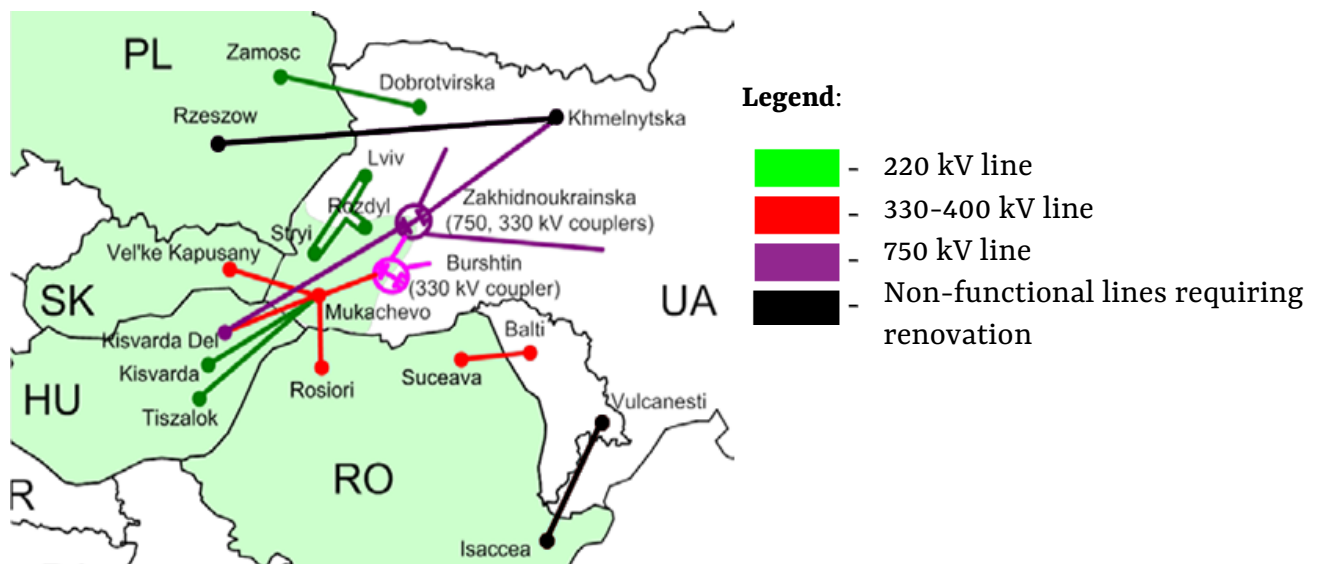 PL
Zamosc
Dobrotvirska
Rzeszow
Khmelnytska
Lviv
Rozdyl
Zakhidnoukrainska
(750, 330 kV couplers)
Stryi
Vel'ke Kapusany
Burshtin
(330 kV coupler)
SK
Mukachevo
UA
Kisvarda Del
Balti
Kisvarda
Rosiori
Suceava
HU
Tiszalok
Vulcanesti
RO
R
Isaccea
Legend:
- 220 kV line
- 330-400 kV line
- 750 kV line
- Non-functional lines requiring
renovation